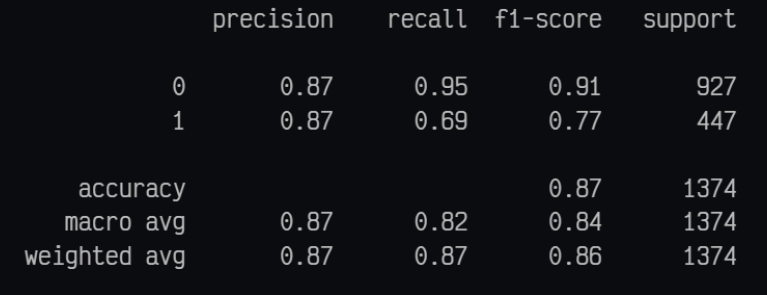 precision recall f1-score support
0 0.87 0.95 0.91 927
1 0.87 0.69 0.77 447
accuracy 0.87 1374
macro avg 0.87 0.82 0.84 1374
weighted avg 0.87 0.87 0.86 1374